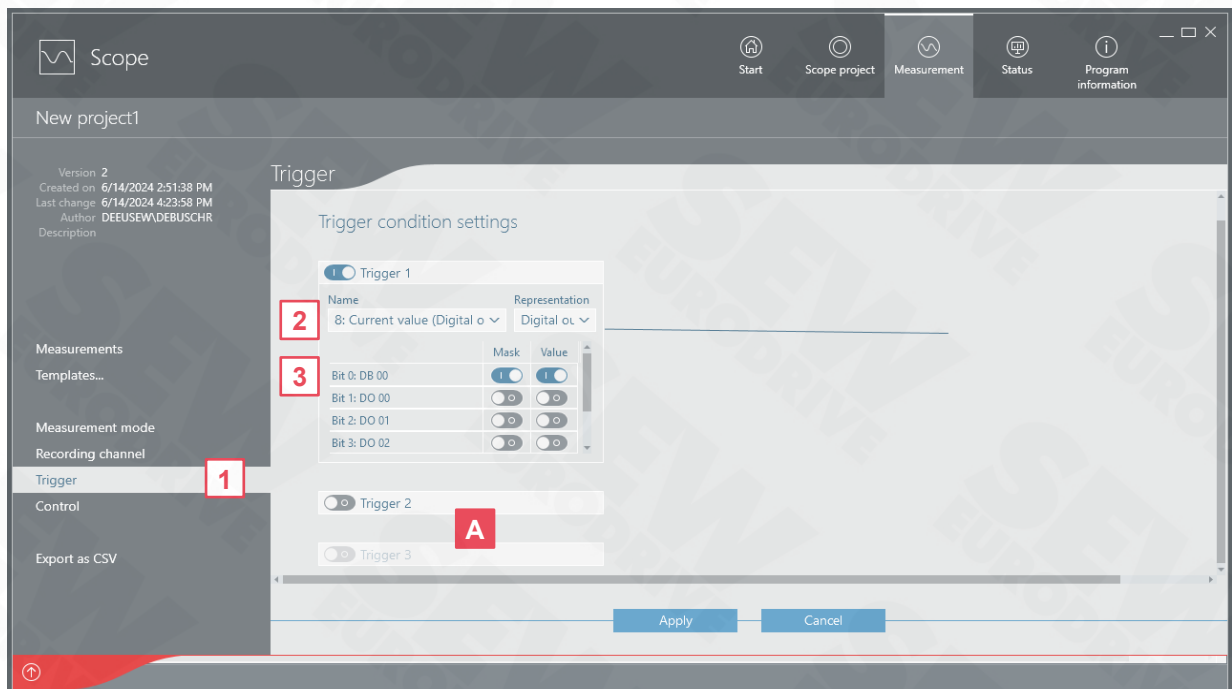 Scope
Start
Scope project
Measurement
Status
Program
information
New project1
Version 2
Created on 6/14/2024 2:51:38 PM
Last change 6/14/2024 4:23:58 PM
Author DEEUSEW\DEBUSCHR
Description
Measurements
Templates...
Measurement mode
Recording channel
Trigger
1
Control
Export as CSV
Trigger
Trigger condition settings
Trigger 1
Name Representation
2
8: Current value (Digital o Digital ou
Mask Value
3
Bit 0: DB 00
Bit 1: DO 00
Bit 2: DO 01
Bit 3: DO 02
Trigger 2
A
Trigger 3
Apply Cancel
SEW
EURODRIVE